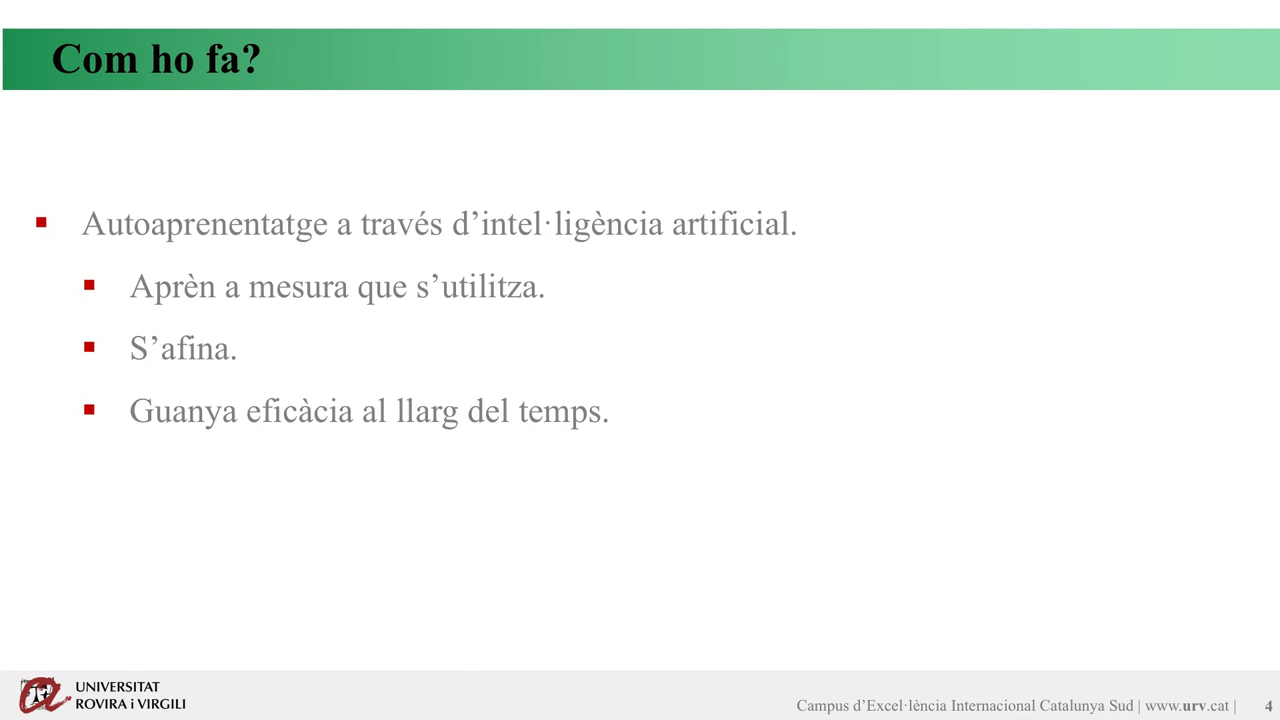 Com ho fa?
Autoaprenentatge a través d’intel·ligència artificial.
Aprèn a mesura que s’utilitza.
S’afina.
Guanya eficàcia al llarg del temps.
UNIVERSITAT
ROVIRA i VIRGILI
Campus d’Excel·lència Internacional Catalunya Sud | www.urv.cat | 4